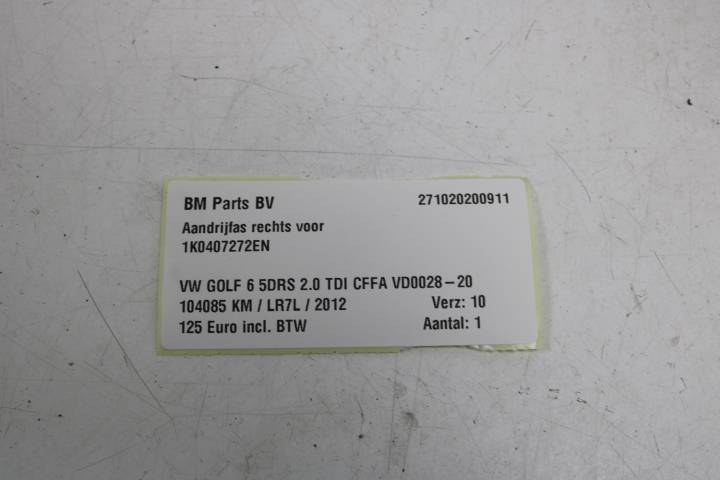 BM Parts BV 271020200911
Aandrijfas rechts voor
1K0407272EN
VW GOLF 6 5DRS 2.0 TDI CFFA VD0028-20
104085 KM / LR7L / 2012 Verz: 10
125 Euro incl. BTW Aantal: 1